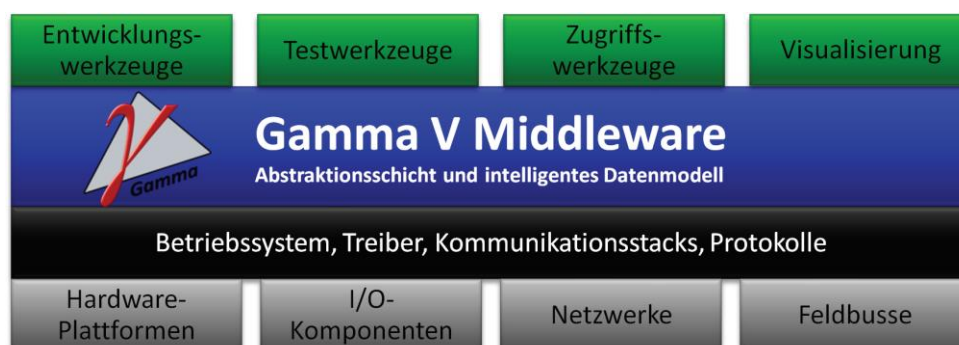 Entwicklungs-
werkzeuge
Testwerkzeuge
Zugriffs-
werkzeuge
Visualisierung
γ
Gamma
Gamma V Middleware
Abstraktionsschicht und intelligentes Datenmodell
Betriebssystem, Treiber, Kommunikationsstacks, Protokolle
Hardware-
Plattformen
I/O-
Komponenten
Netzwerke
Feldbusse